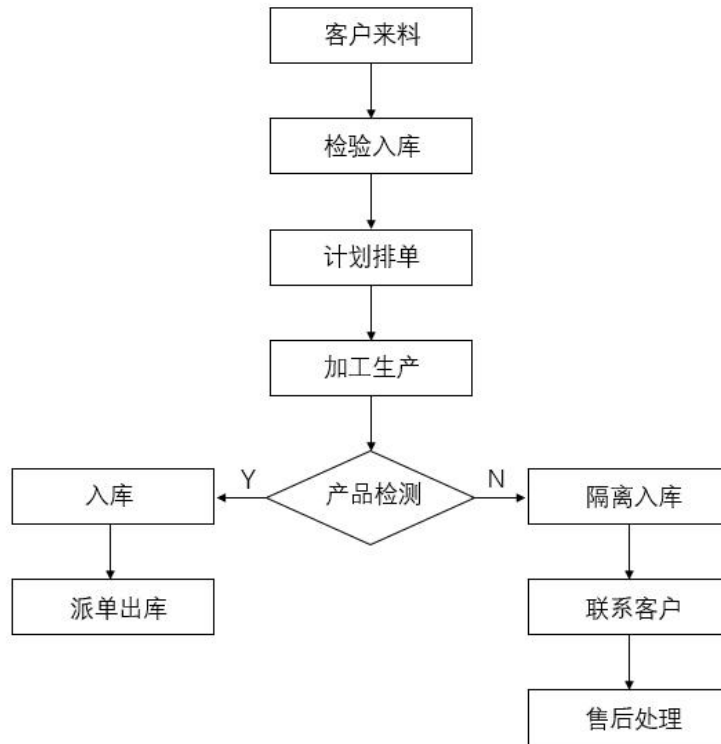 客户来料
检验入库
计划排单
加工生产
Y
产品检测
N
入库
隔离入库
派单出库
联系客户
售后处理